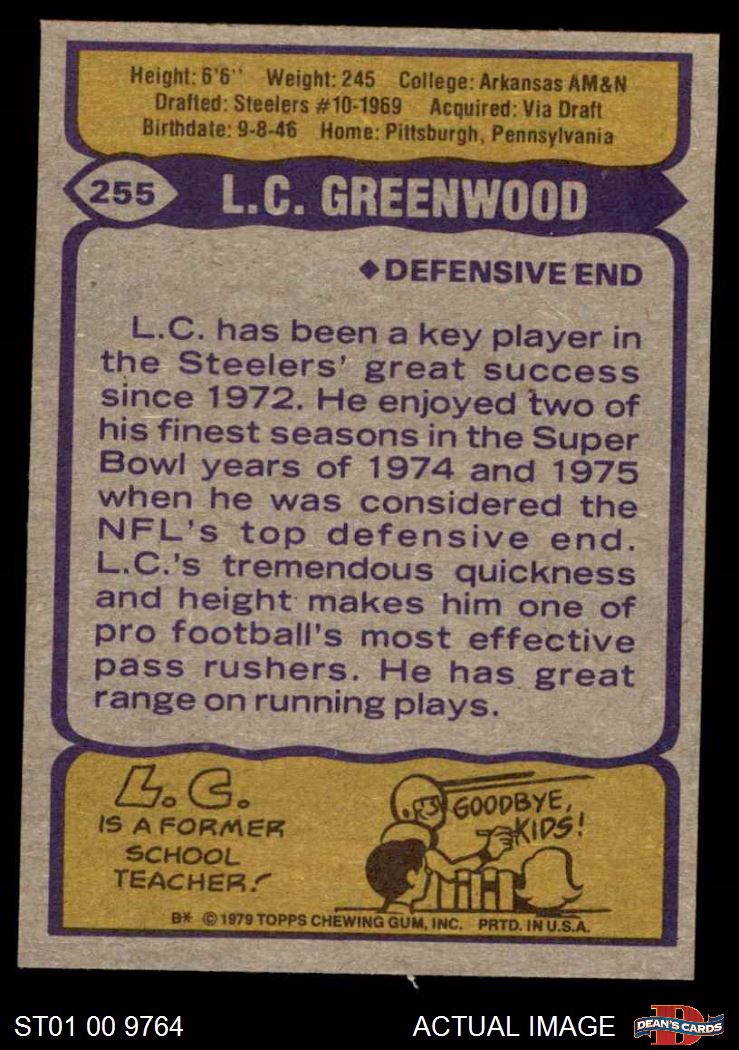 Height: 6'6" Weight: 245 College: Arkansas AM&N
Drafted: Steelers #10-1969 Acquired: Via Draft
Birthdate: 9-8-46 Home: Pittsburgh, Pennsylvania
255 L.C. GREENWOOD
◆DEFENSIVE END
L.C. has been a key player in
the Steelers' great success
since 1972. He enjoyed two of
his finest seasons in the Super
Bowl years of 1974 and 1975
when he was considered the
NFL's top defensive end.
L.C.'s tremendous quickness
and height makes him one of
pro football's most effective
pass rushers. He has great
range on running plays.
L.C.
IS A FORMER
SCHOOL
TEACHER!
GOODBYE,
KIDS!
B* © 1979 TOPPS CHEWING GUM, INC. PRTD. IN U.S.A.
ST01 00 9764 ACTUAL IMAGE D DEAN'S CARDS